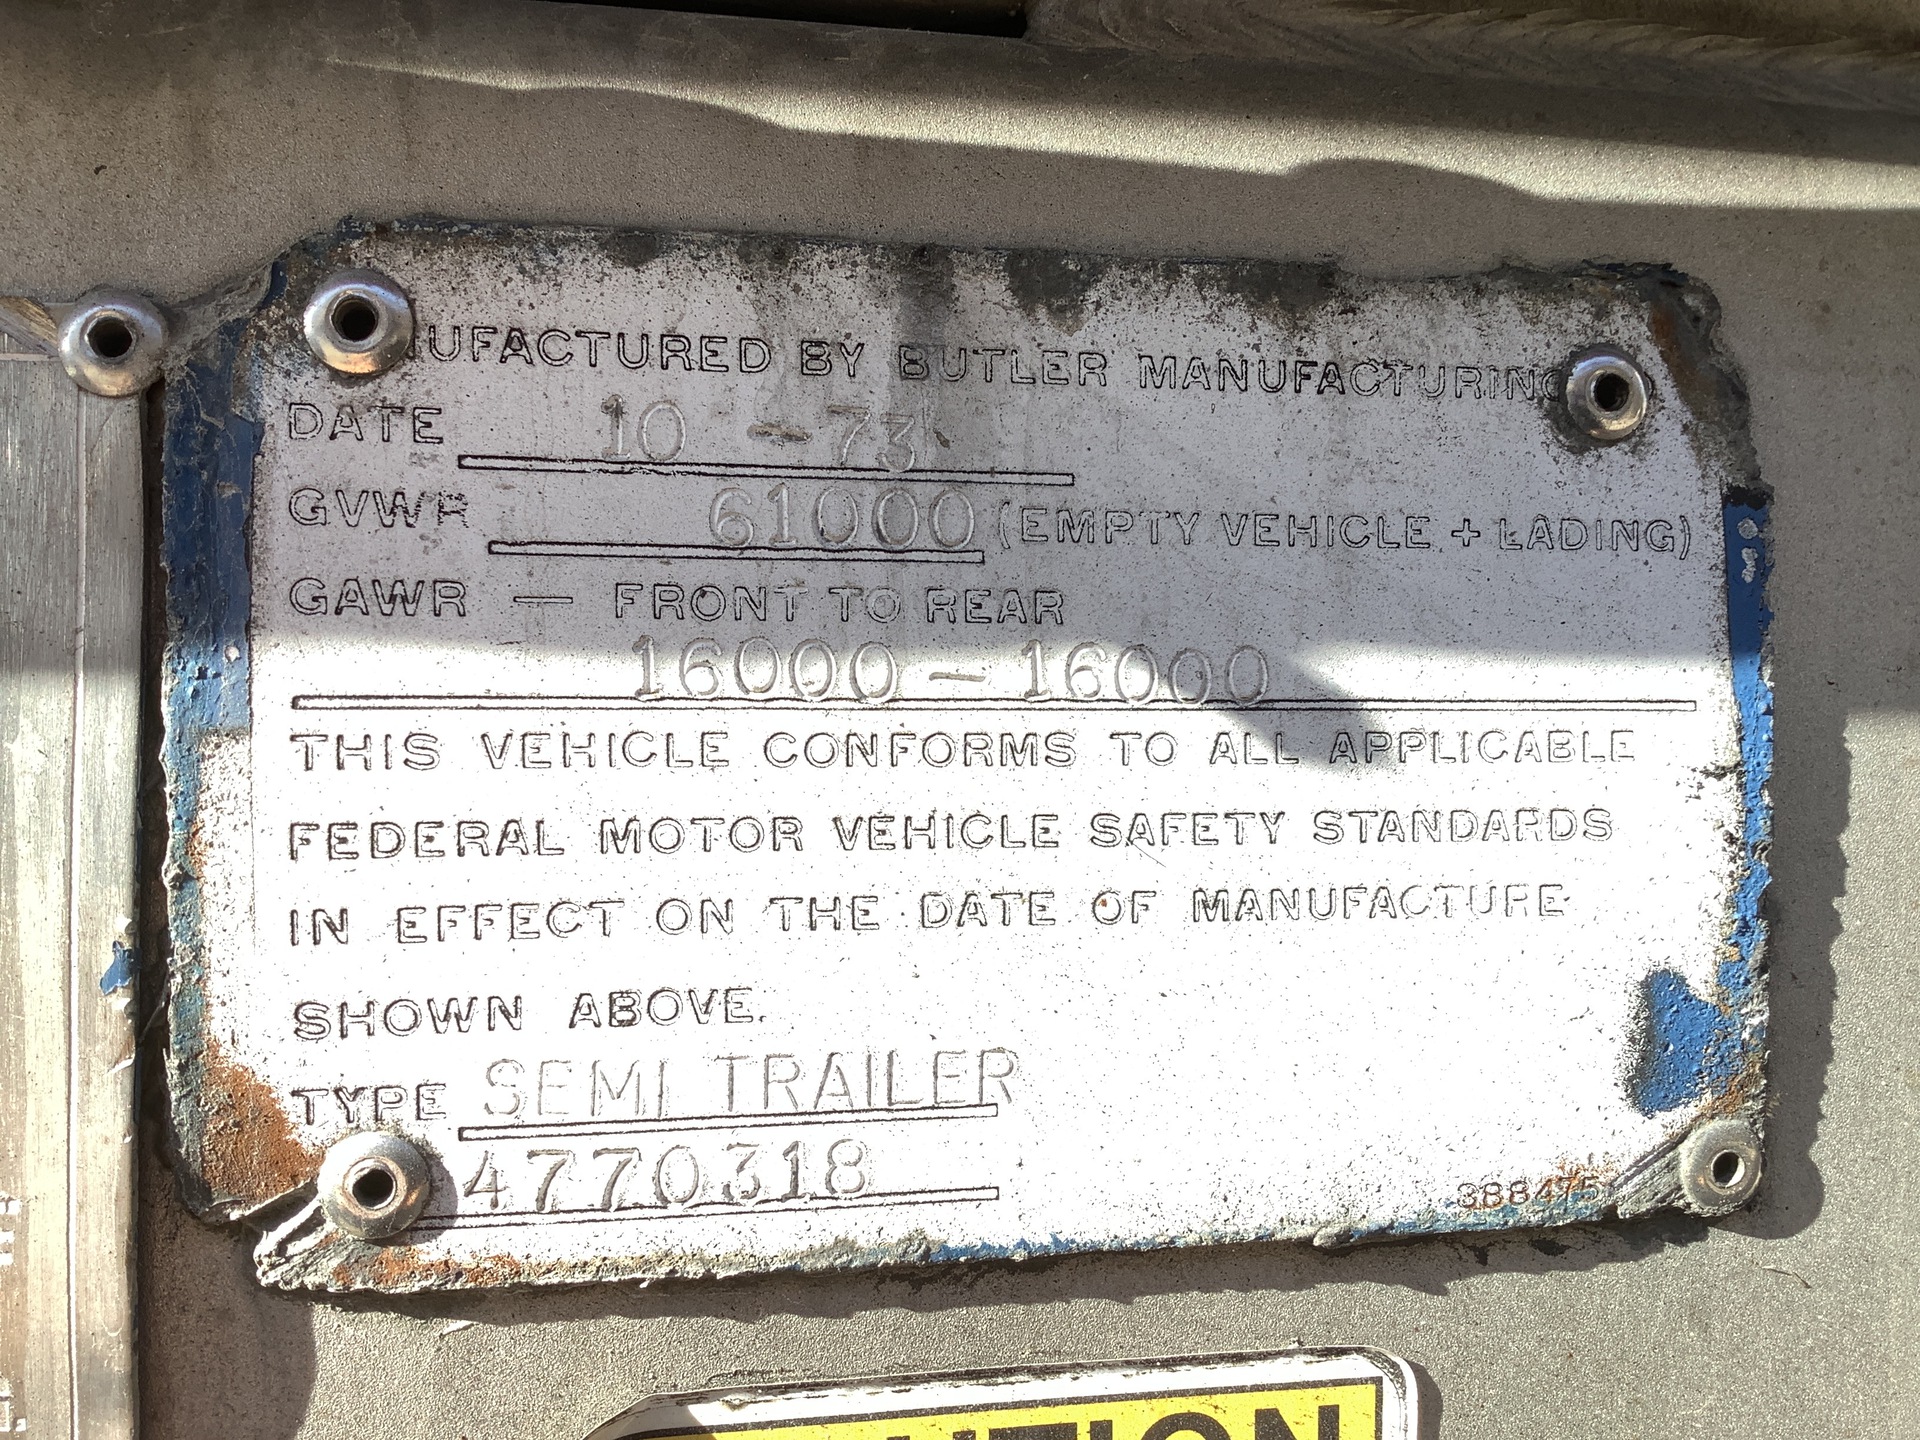 MANUFACTURED BY BUTLER MANUFACTURING
DATE 10 - 73
GVWR 61000 (EMPTY VEHICLE + LADING)
GAWR — FRONT TO REAR
16000 - 16000
THIS VEHICLE CONFORMS TO ALL APPLICABLE
FEDERAL MOTOR VEHICLE SAFETY STANDARDS
IN EFFECT ON THE DATE OF MANUFACTURE
SHOWN ABOVE.
TYPE SEMI TRAILER
4770318
388475
CAUTION